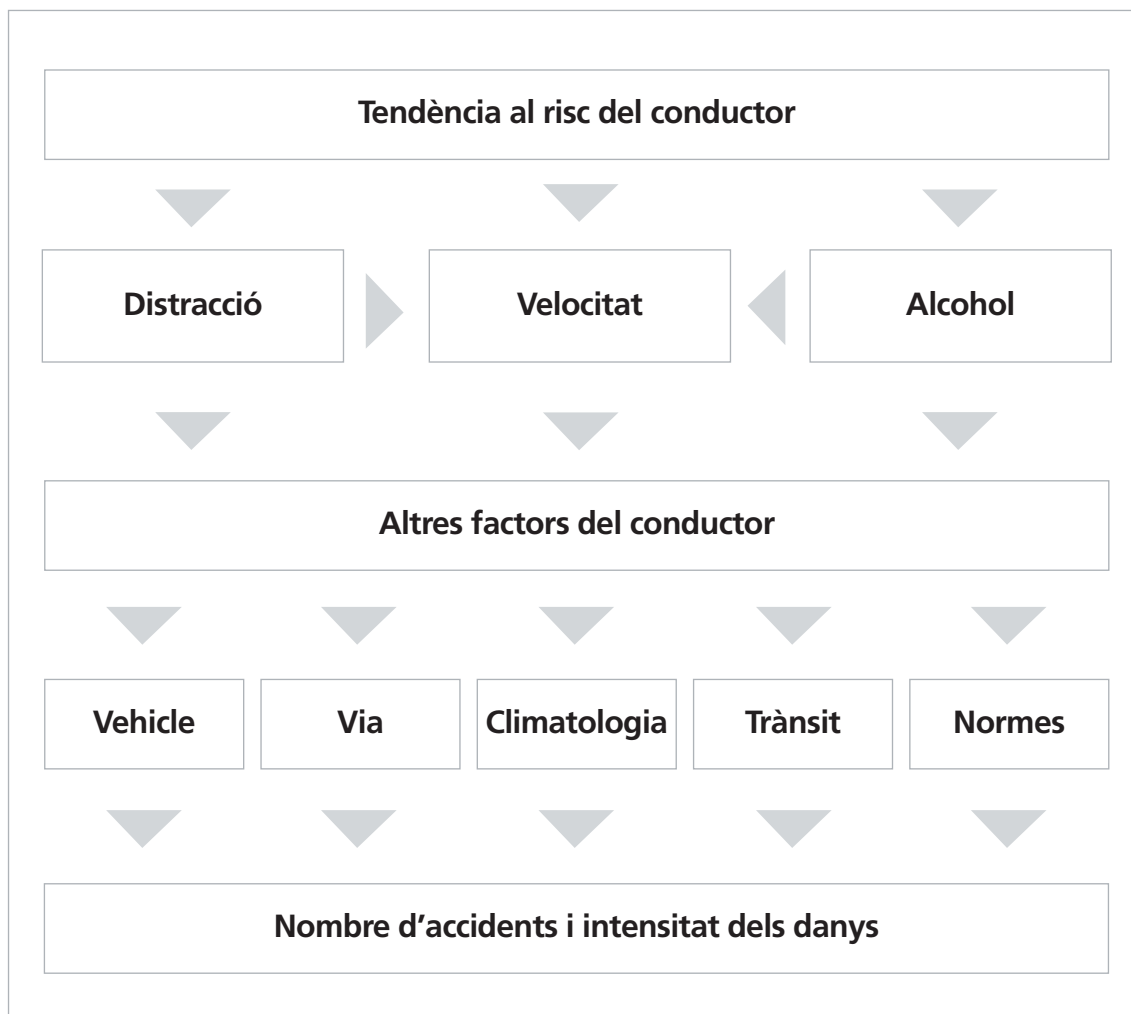 Tendència al risc del conductor
Distracció
Velocitat
Alcohol
Altres factors del conductor
Vehicle
Via
Climatologia
Trànsit
Normes
Nombre d’accidents i intensitat dels danys